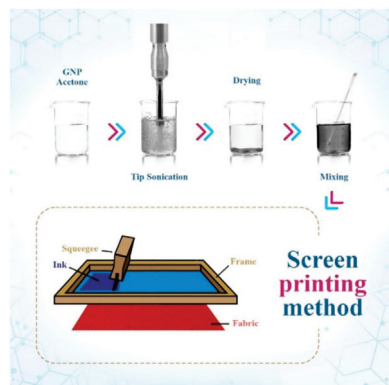 GNP
Acetone
Drying
Tip Sonication
Mixing
Squeegee
Ink
Frame
Fabric
Screen
printing
method